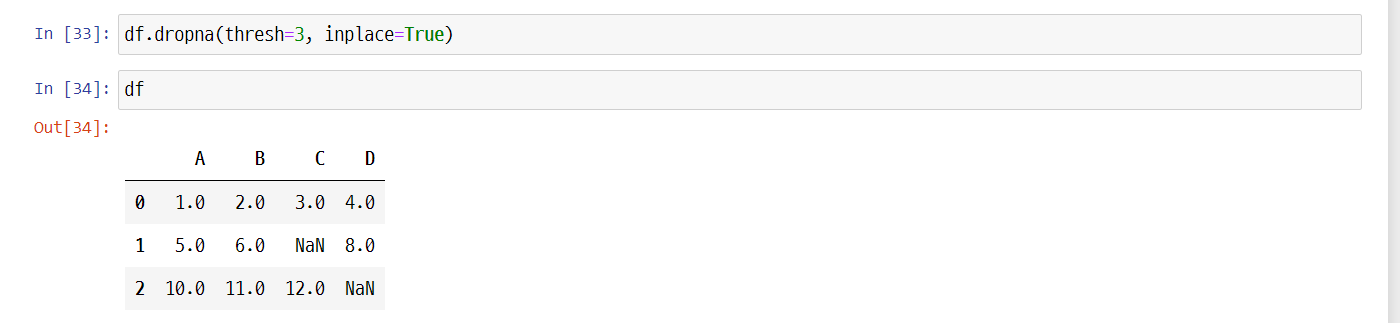 In [33]: df.dropna(thresh=3, inplace=True)
In [34]: df
Out[34]:
A B C D
0 1.0 2.0 3.0 4.0
1 5.0 6.0 NaN 8.0
2 10.0 11.0 12.0 NaN